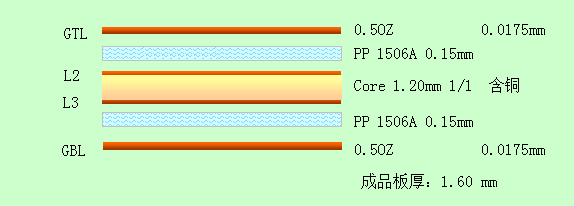 GTL 0.5OZ 0.0175mm
PP 1506A 0.15mm
L2
Core 1.20mm 1/1 含铜
L3
PP 1506A 0.15mm
GBL 0.5OZ 0.0175mm
成品板厚：1.60 mm